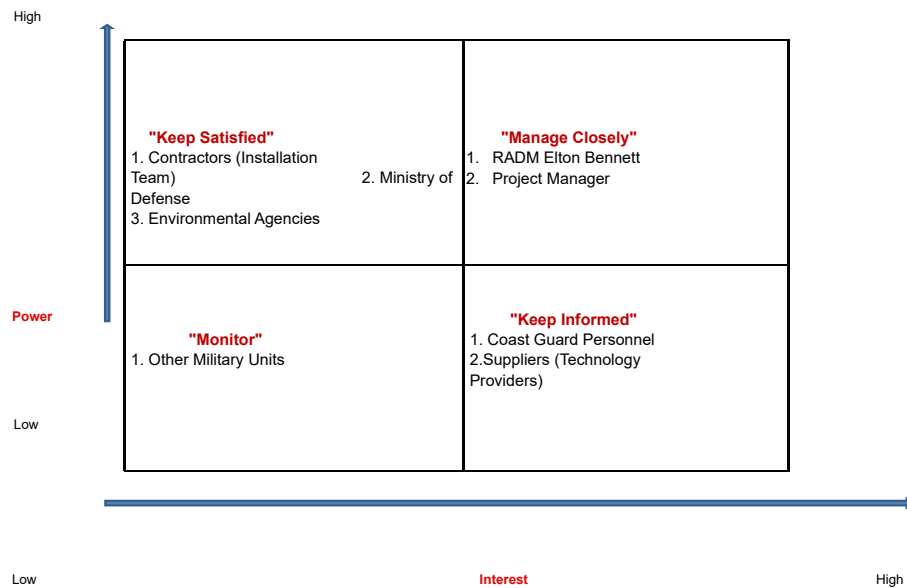 High
"Keep Satisfied"
1. Contractors (Installation
Team) 2. Ministry of
Defense
3. Environmental Agencies
"Manage Closely"
1. RADM Elton Bennett
2. Project Manager
Power
"Monitor"
1. Other Military Units
"Keep Informed"
1. Coast Guard Personnel
2.Suppliers (Technology
Providers)
Low
Low
Interest
High